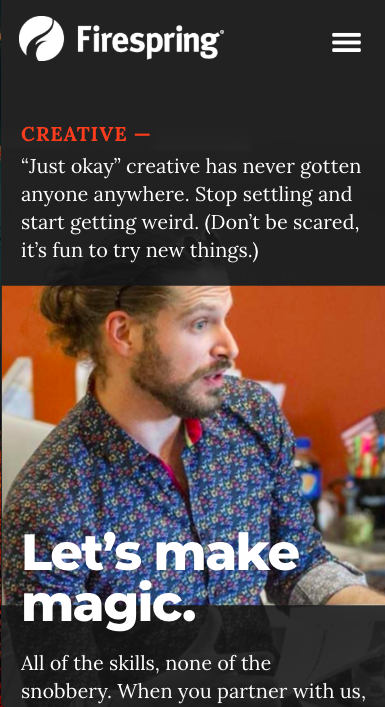 Firespring®
CREATIVE —
“Just okay” creative has never gotten
anyone anywhere. Stop settling and
start getting weird. (Don’t be scared,
it’s fun to try new things.)
Let’s make
magic.
All of the skills, none of the
snobbery. When you partner with us,